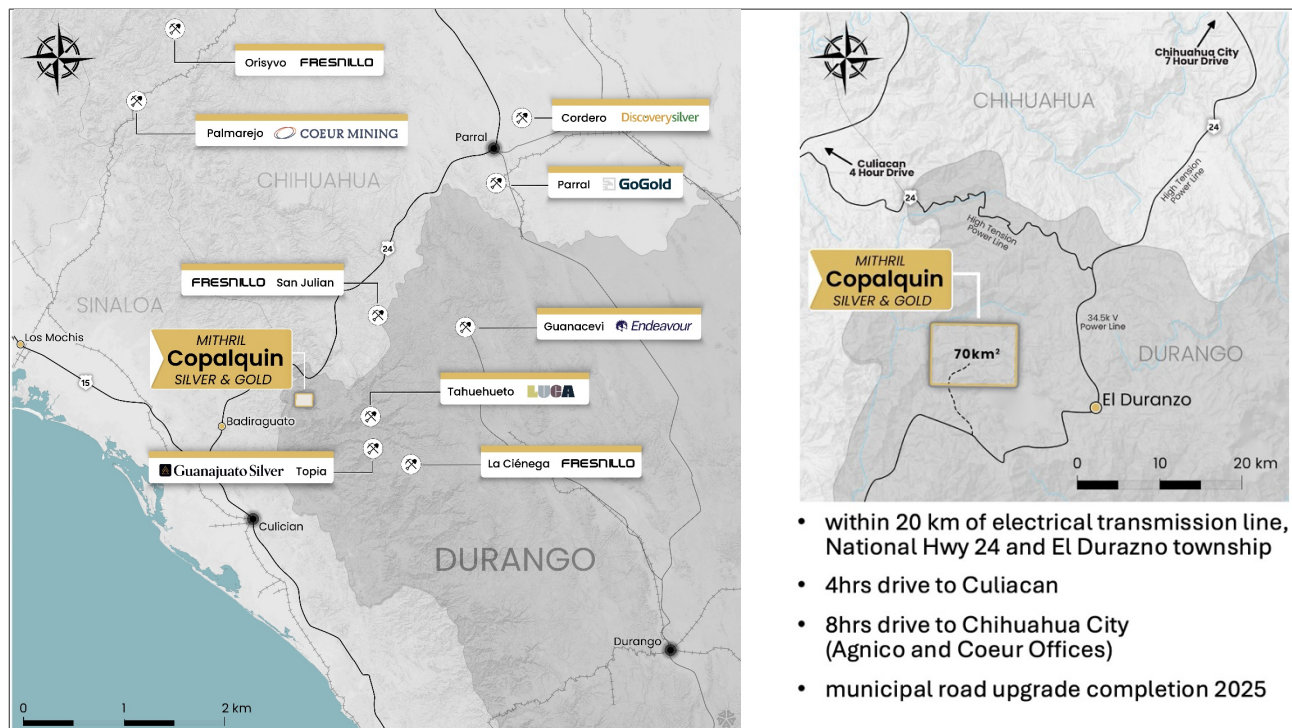 Orisyvo FRESNILLO
Palmarejo COEUR MINING
Cordero Discoverysilver
Parral
Parral GoGold
CHIHUAHUA
24
FRESNILLO San Julian
SINALOA
Los Mochis
15
MITHRIL
Copalquin
SILVER & GOLD
Guanacevi Endeavour
Tahuehueto LUCA
Badiraguato
Guanajuato Silver Topia
La Ciénega FRESNILLO
Culician
DURANGO
Durango
0 1 2 km
Chihuahua City
7 Hour Drive
CHIHUAHUA
24
Culiacan
4 Hour Drive
24
High Tension
Power Line
High Tension
Power Line
MITHRIL
Copalquin
SILVER & GOLD
34.5k V
Power Line
70km²
DURANGO
El Duranzo
0 10 20 km
• within 20 km of electrical transmission line,
National Hwy 24 and El Durazno township
• 4hrs drive to Culiacan
• 8hrs drive to Chihuahua City
(Agnico and Coeur Offices)
• municipal road upgrade completion 2025